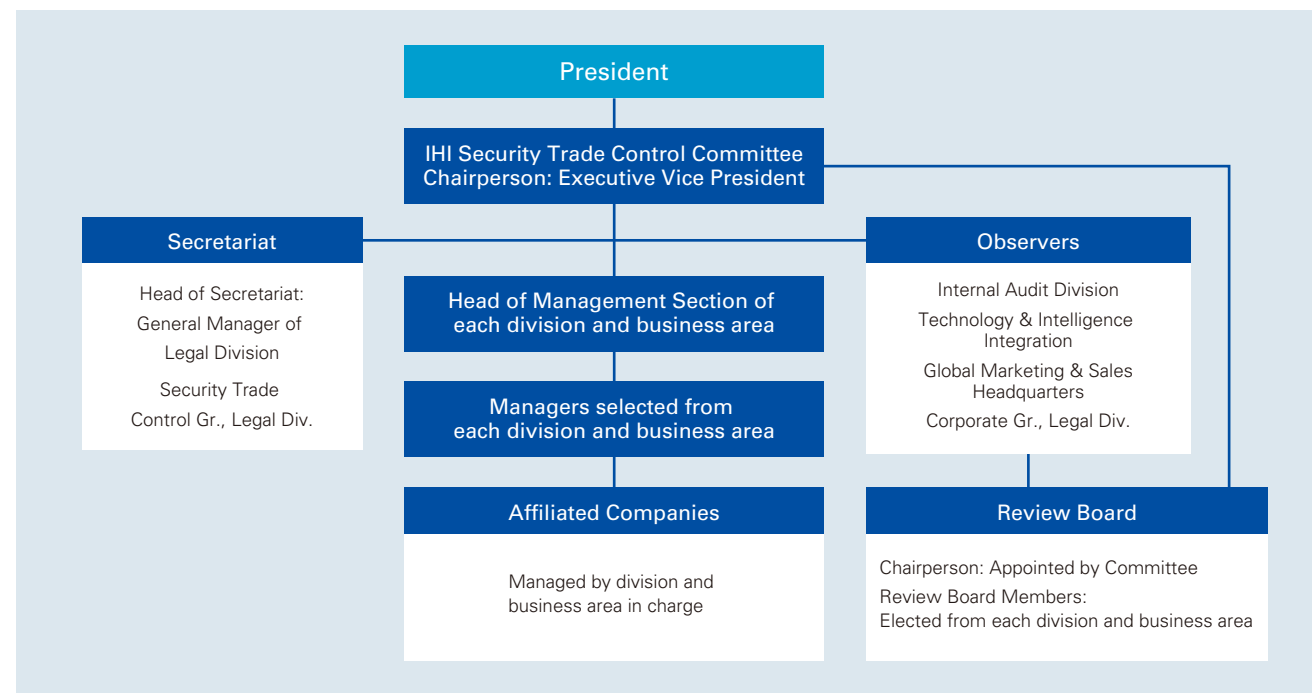 President
IHI Security Trade Control Committee
Chairperson: Executive Vice President
Secretariat
Head of Secretariat:
General Manager of
Legal Division
Security Trade
Control Gr., Legal Div.
Observers
Internal Audit Division
Technology & Intelligence
Integration
Global Marketing & Sales
Headquarters
Corporate Gr., Legal Div.
Head of Management Section of
each division and business area
Managers selected from
each division and business area
Affiliated Companies
Managed by division and
business area in charge
Review Board
Chairperson: Appointed by Committee
Review Board Members:
Elected from each division and business area